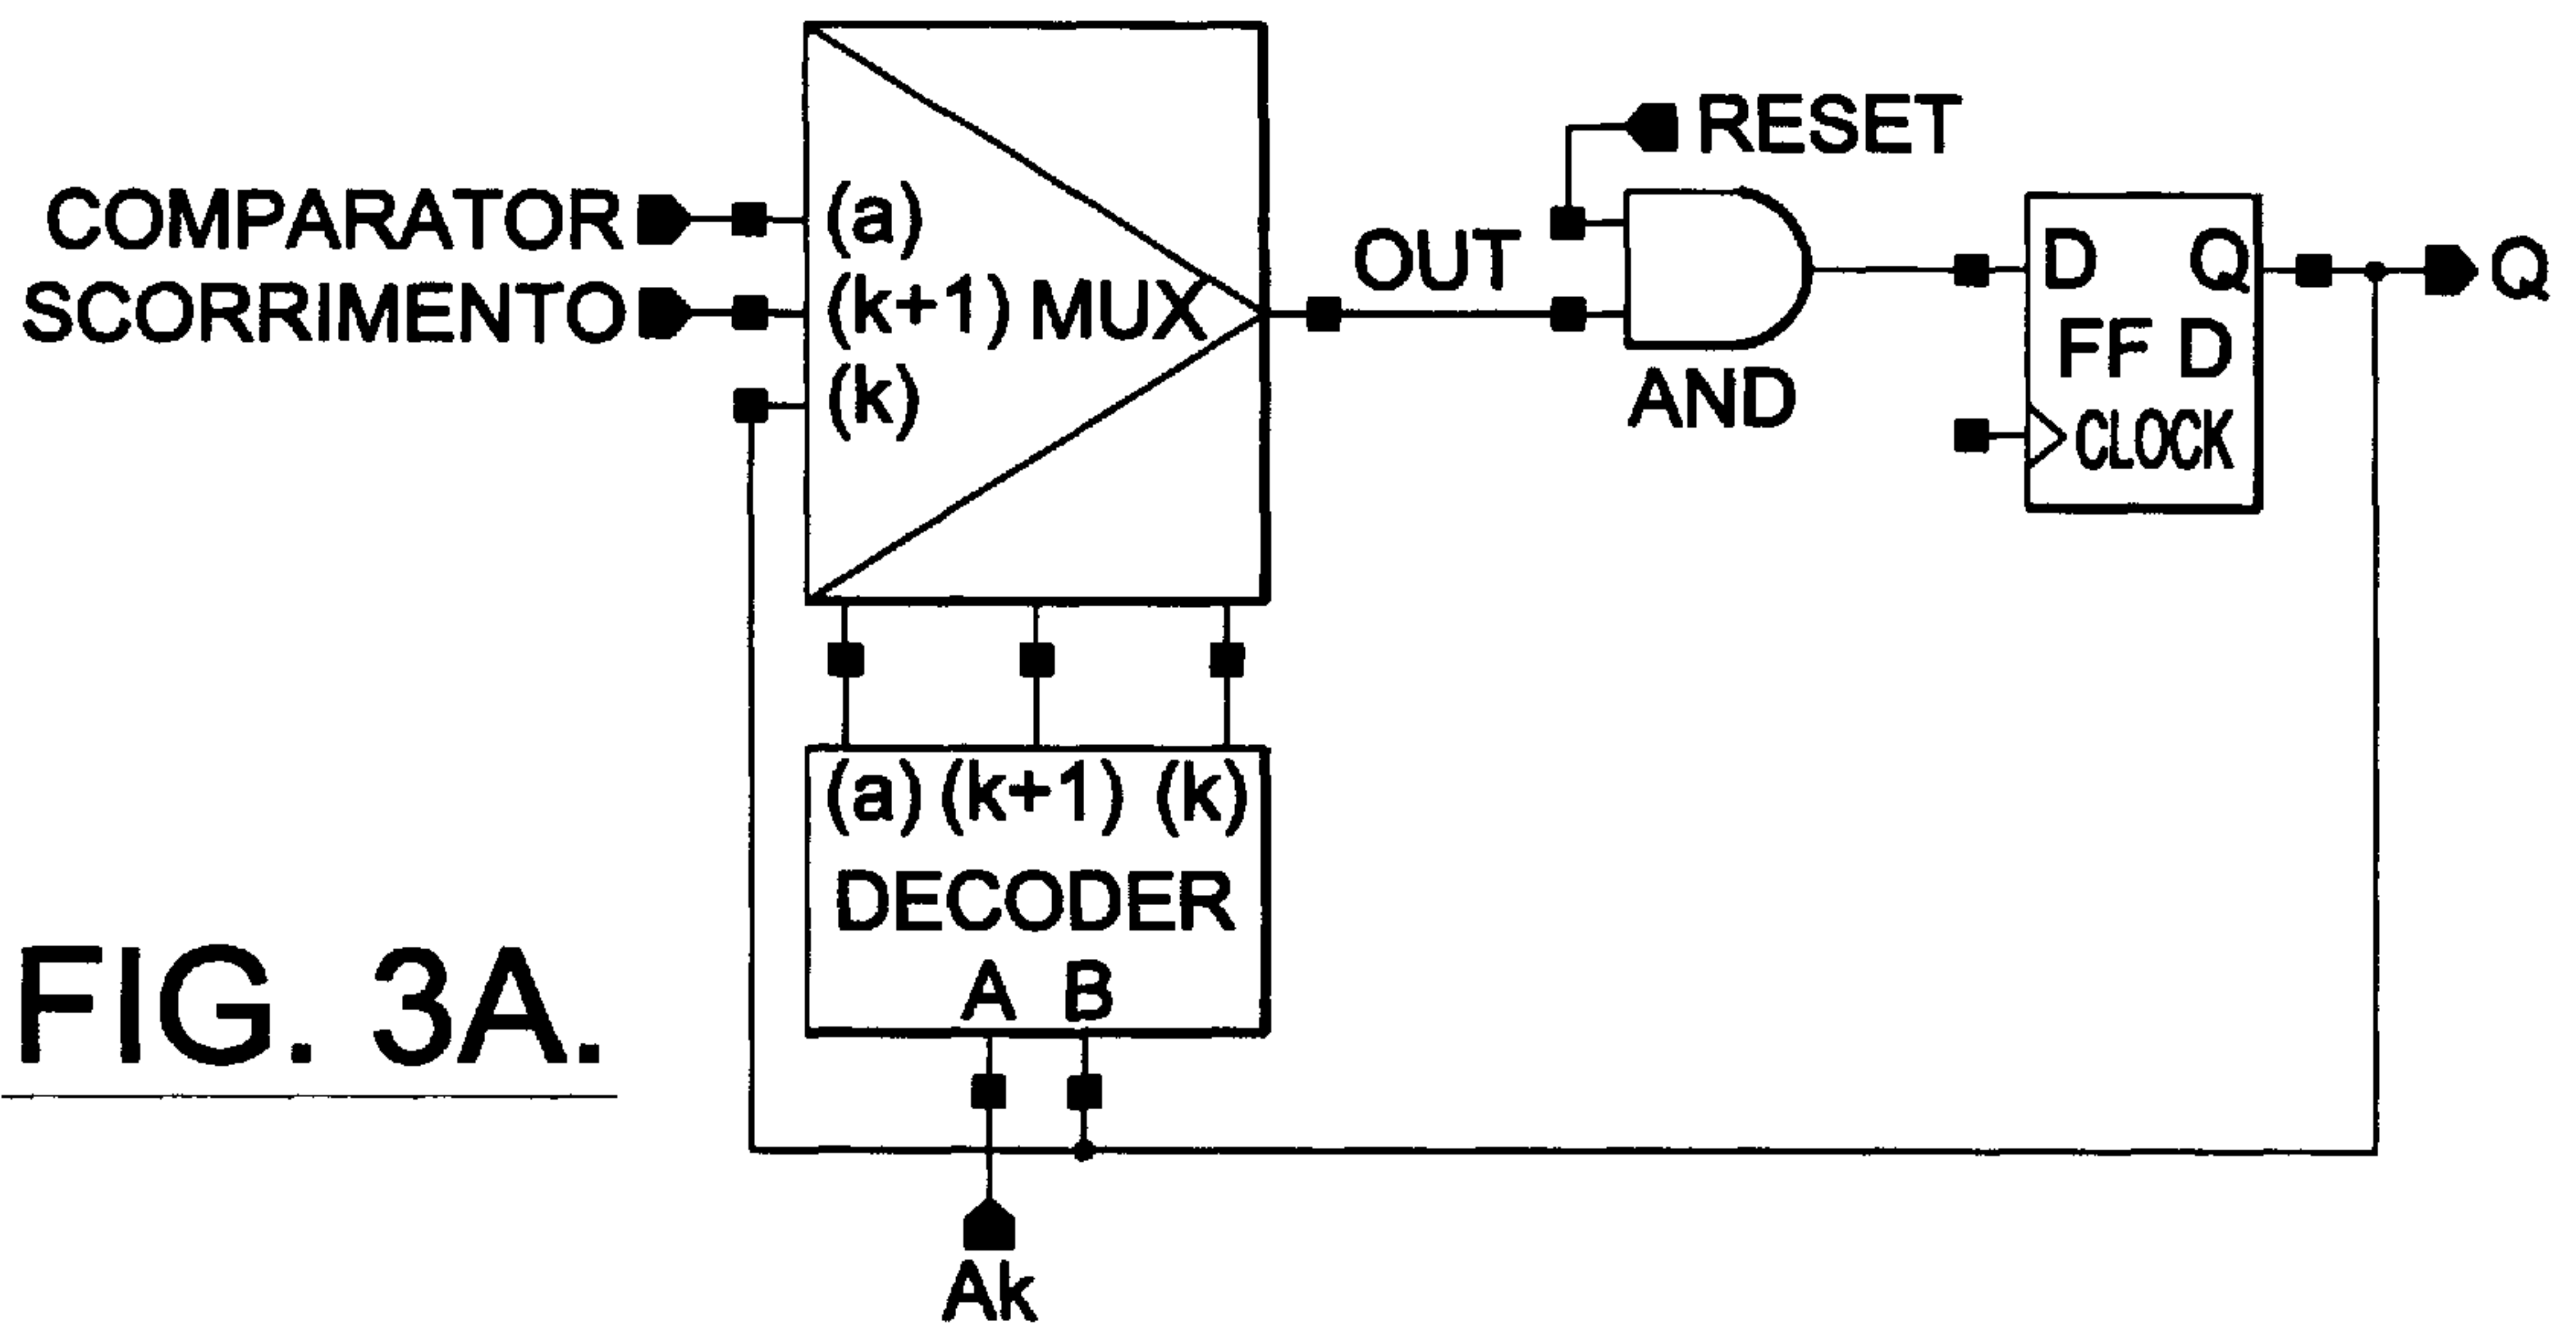 RESET
COMPARATOR
(a)
SCORRIMENTO
(k+1) MUX
(k)
OUT
AND
D Q
FF D
CLOCK
Q
(a) (k+1) (k)
DECODER
A B
Ak
FIG. 3A.